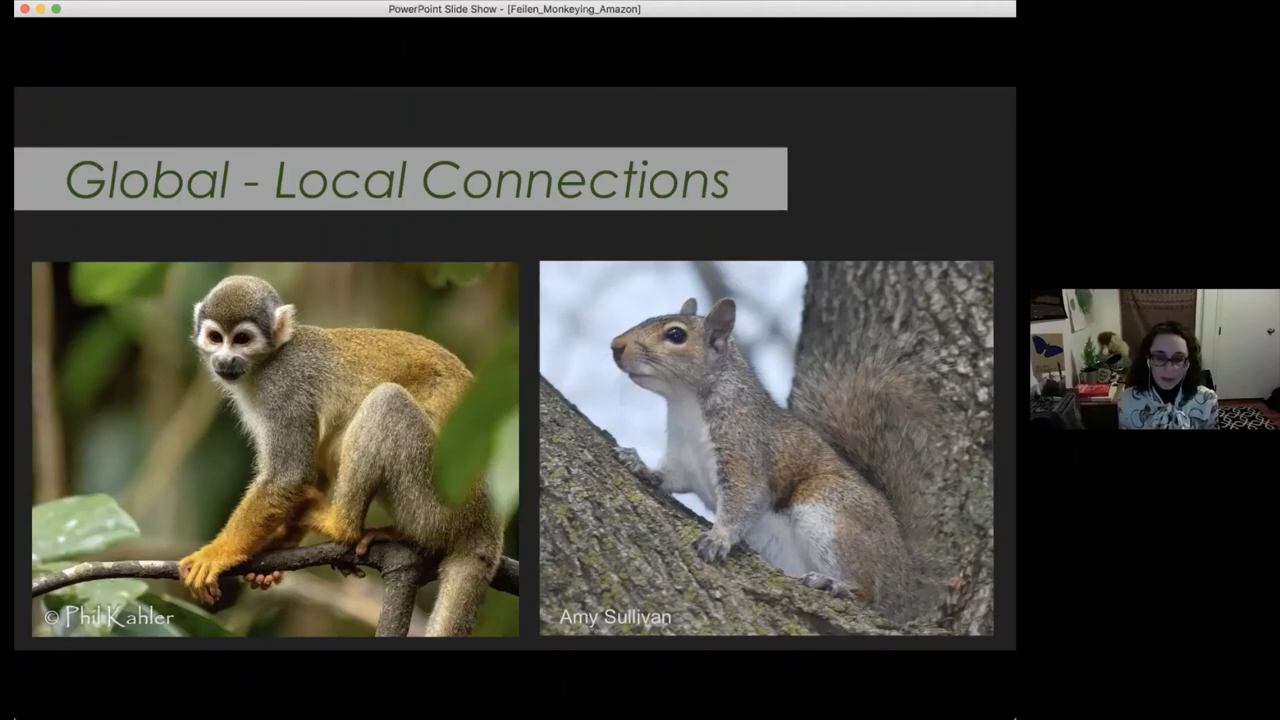 PowerPoint Slide Show - [Feilen_Monkeying_Amazon]
Global - Local Connections
© Phil Kahler
Amy Sullivan